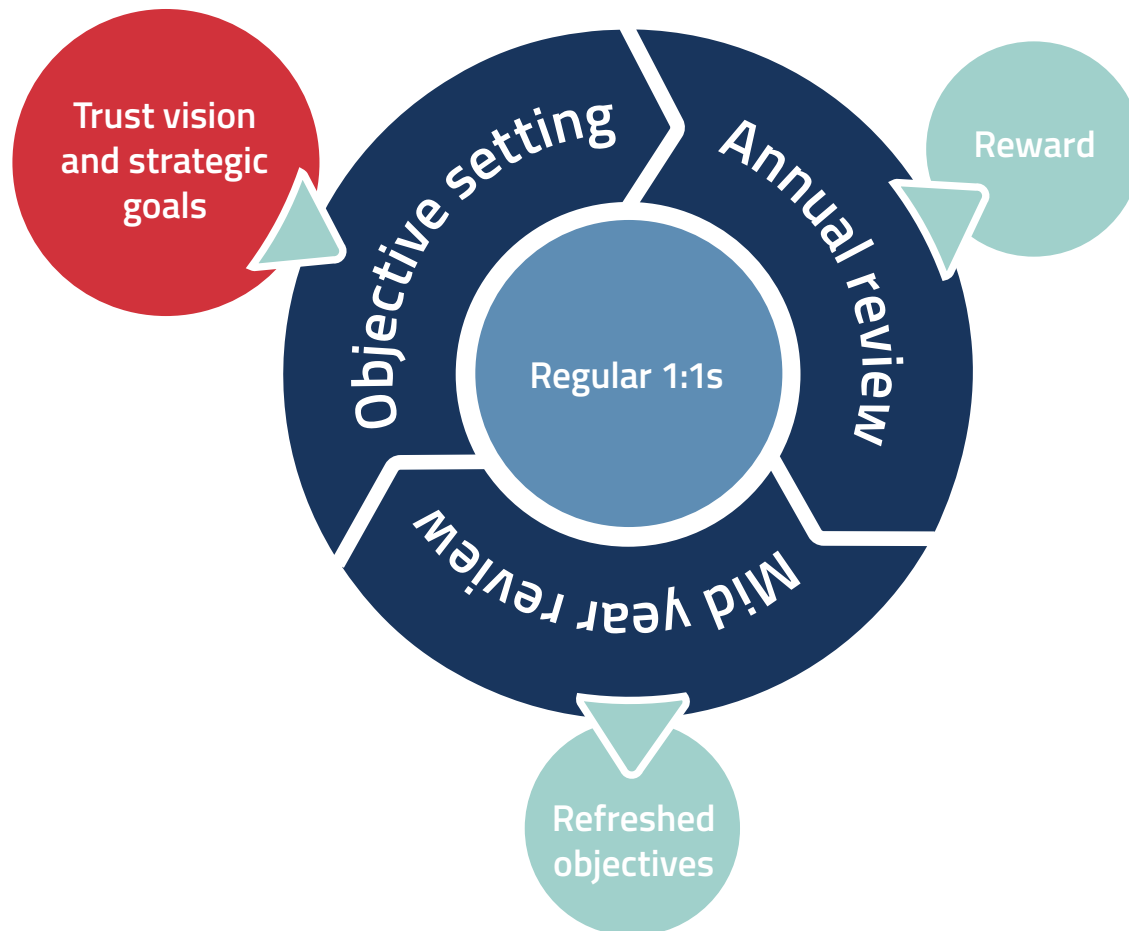 Trust vision
and strategic
goals
Objective setting
Annual review
Reward
Regular 1:1s
Mid year review
Refreshed
objectives